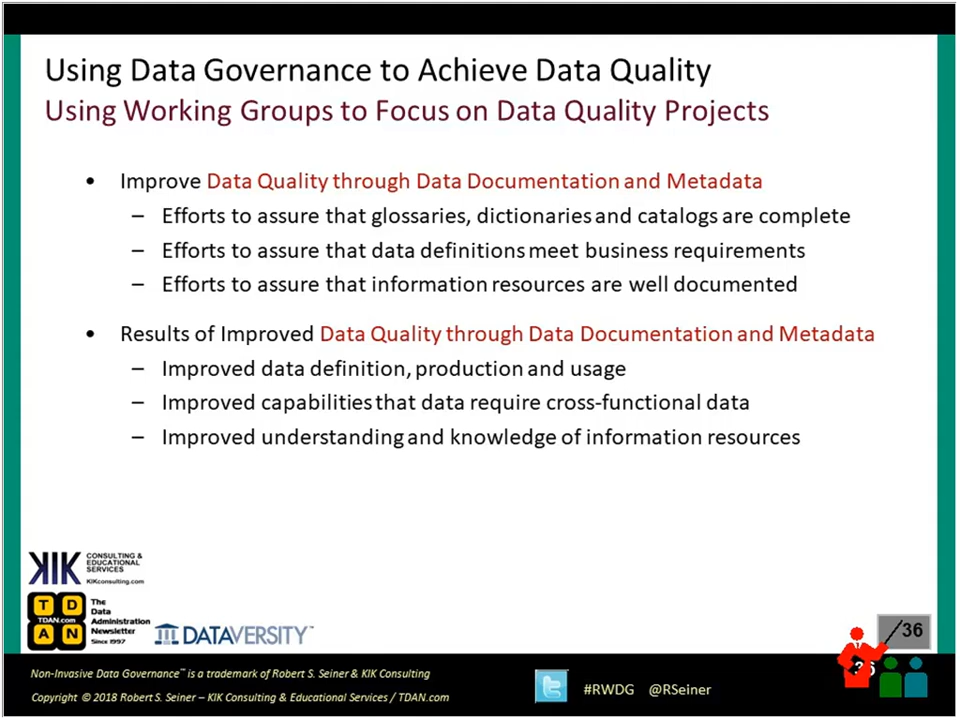 Using Data Governance to Achieve Data Quality
Using Working Groups to Focus on Data Quality Projects
• Improve Data Quality through Data Documentation and Metadata
– Efforts to assure that glossaries, dictionaries and catalogs are complete
– Efforts to assure that data definitions meet business requirements
– Efforts to assure that information resources are well documented
• Results of Improved Data Quality through Data Documentation and Metadata
– Improved data definition, production and usage
– Improved capabilities that data require cross-functional data
– Improved understanding and knowledge of information resources
KIK CONSULTING &
EDUCATIONAL
SERVICES
KIKconsulting.com
T D
TDAN.com
A N
The
Data
Administration
Newsletter
Since 1997
DATAVERSITY™
/36
36
Non-Invasive Data Governance™ is a trademark of Robert S. Seiner & KIK Consulting
Copyright © 2018 Robert S. Seiner – KIK Consulting & Educational Services / TDAN.com
#RWDG @RSeiner